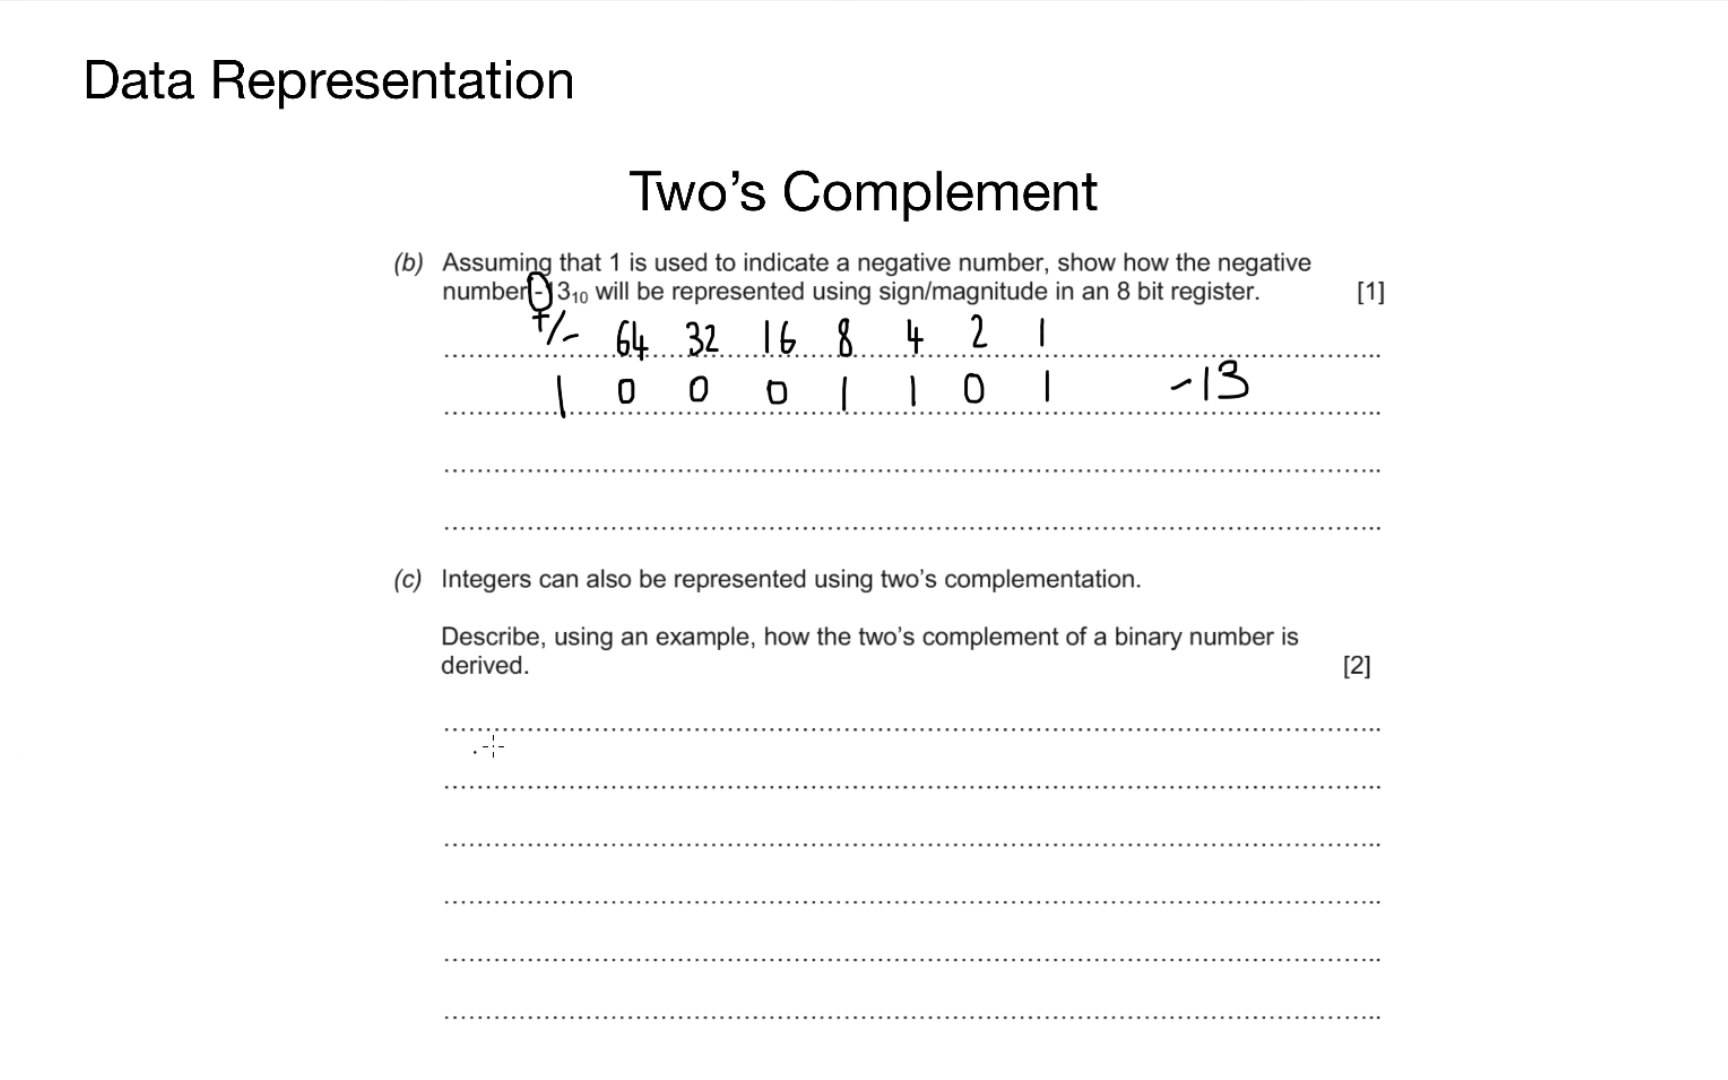 Data Representation
Two's Complement
(b) Assuming that 1 is used to indicate a negative number, show how the negative
number -13₁₀ will be represented using sign/magnitude in an 8 bit register. [1]
+/- 64 32 16 8 4 2 1
1 0 0 0 1 1 0 1 -13
(c) Integers can also be represented using two's complementation.
Describe, using an example, how the two's complement of a binary number is
derived. [2]